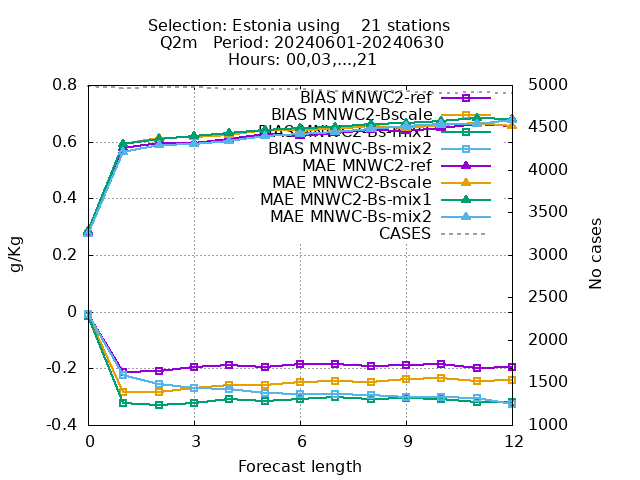 Selection: Estonia using 21 stations
Q2m Period: 20240601-20240630
Hours: 00,03,...,21
0.8
0.6
0.4
0.2
0
-0.2
-0.4
g/Kg
BIAS MNWC2-ref
BIAS MNWC2-Bscale
BIAS MNWC2-Bs-mix1
BIAS MNWC-Bs-mix2
MAE MNWC2-ref
MAE MNWC2-Bscale
MAE MNWC2-Bs-mix1
MAE MNWC-Bs-mix2
CASES
5000
4500
4000
3500
3000
2500
2000
1500
1000
No cases
0 3 6 9 12
Forecast length